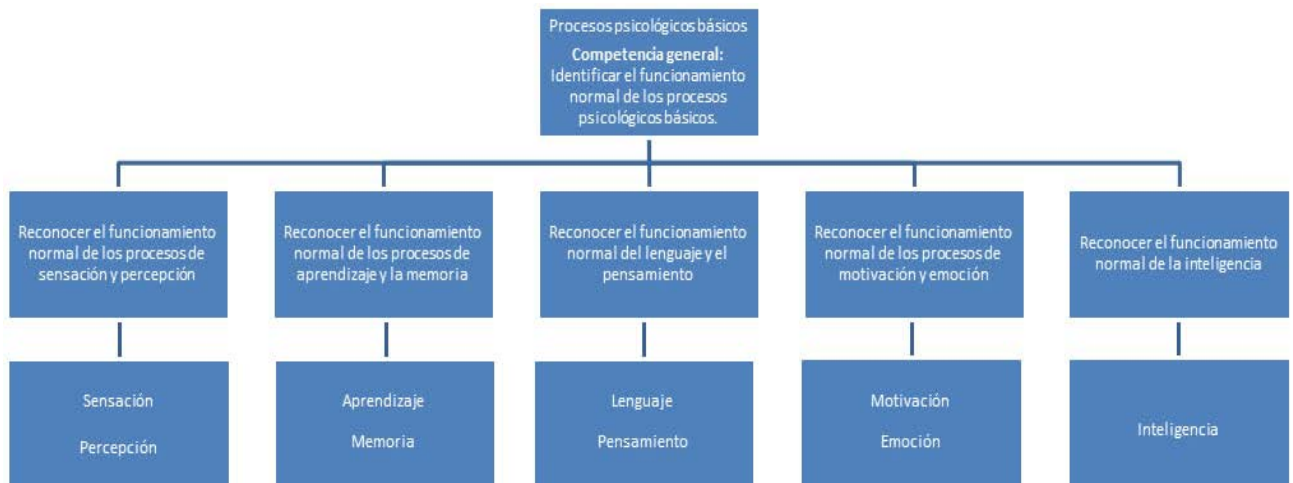 Procesos psicológicos básicos
Competencia general:
Identificar el funcionamiento
normal de los procesos
psicológicos básicos.
Reconocer el funcionamiento
normal de los procesos de
sensación y percepción
Reconocer el funcionamiento
normal de los procesos de
aprendizaje y la memoria
Reconocer el funcionamiento
normal del lenguaje y el
pensamiento
Reconocer el funcionamiento
normal de los procesos de
motivación y emoción
Reconocer el funcionamiento
normal de la inteligencia
Sensación
Percepción
Aprendizaje
Memoria
Lenguaje
Pensamiento
Motivación
Emoción
Inteligencia